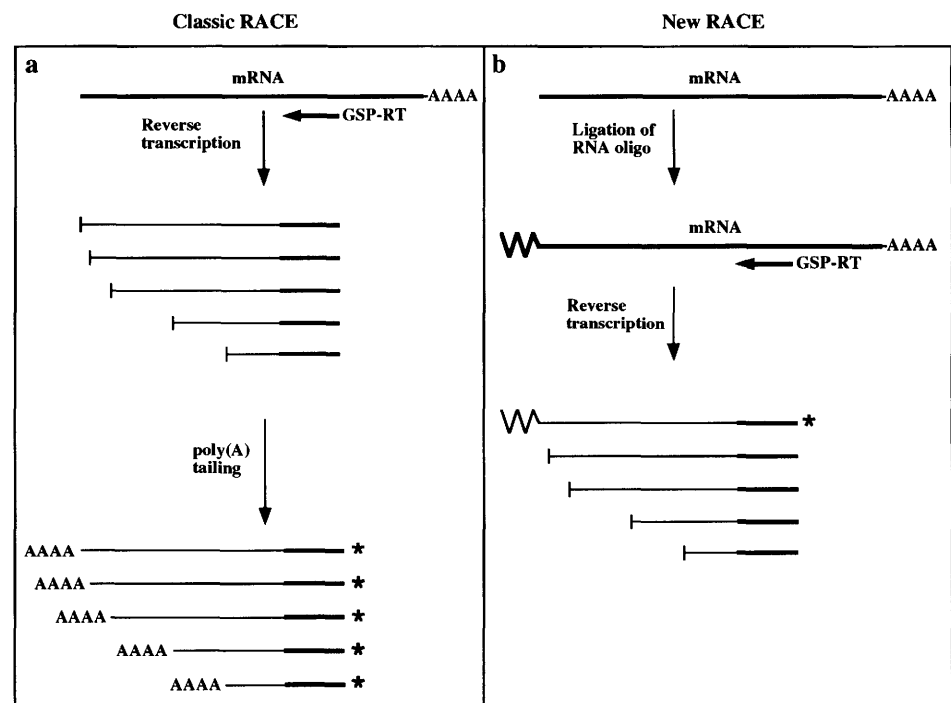 Classic RACE
New RACE
a
mRNA
AAAA
GSP-RT
Reverse
transcription
poly(A)
tailing
AAAA
*
AAAA
*
AAAA
*
AAAA
*
AAAA
*
b
mRNA
AAAA
Ligation of
RNA oligo
mRNA
AAAA
GSP-RT
Reverse
transcription
*